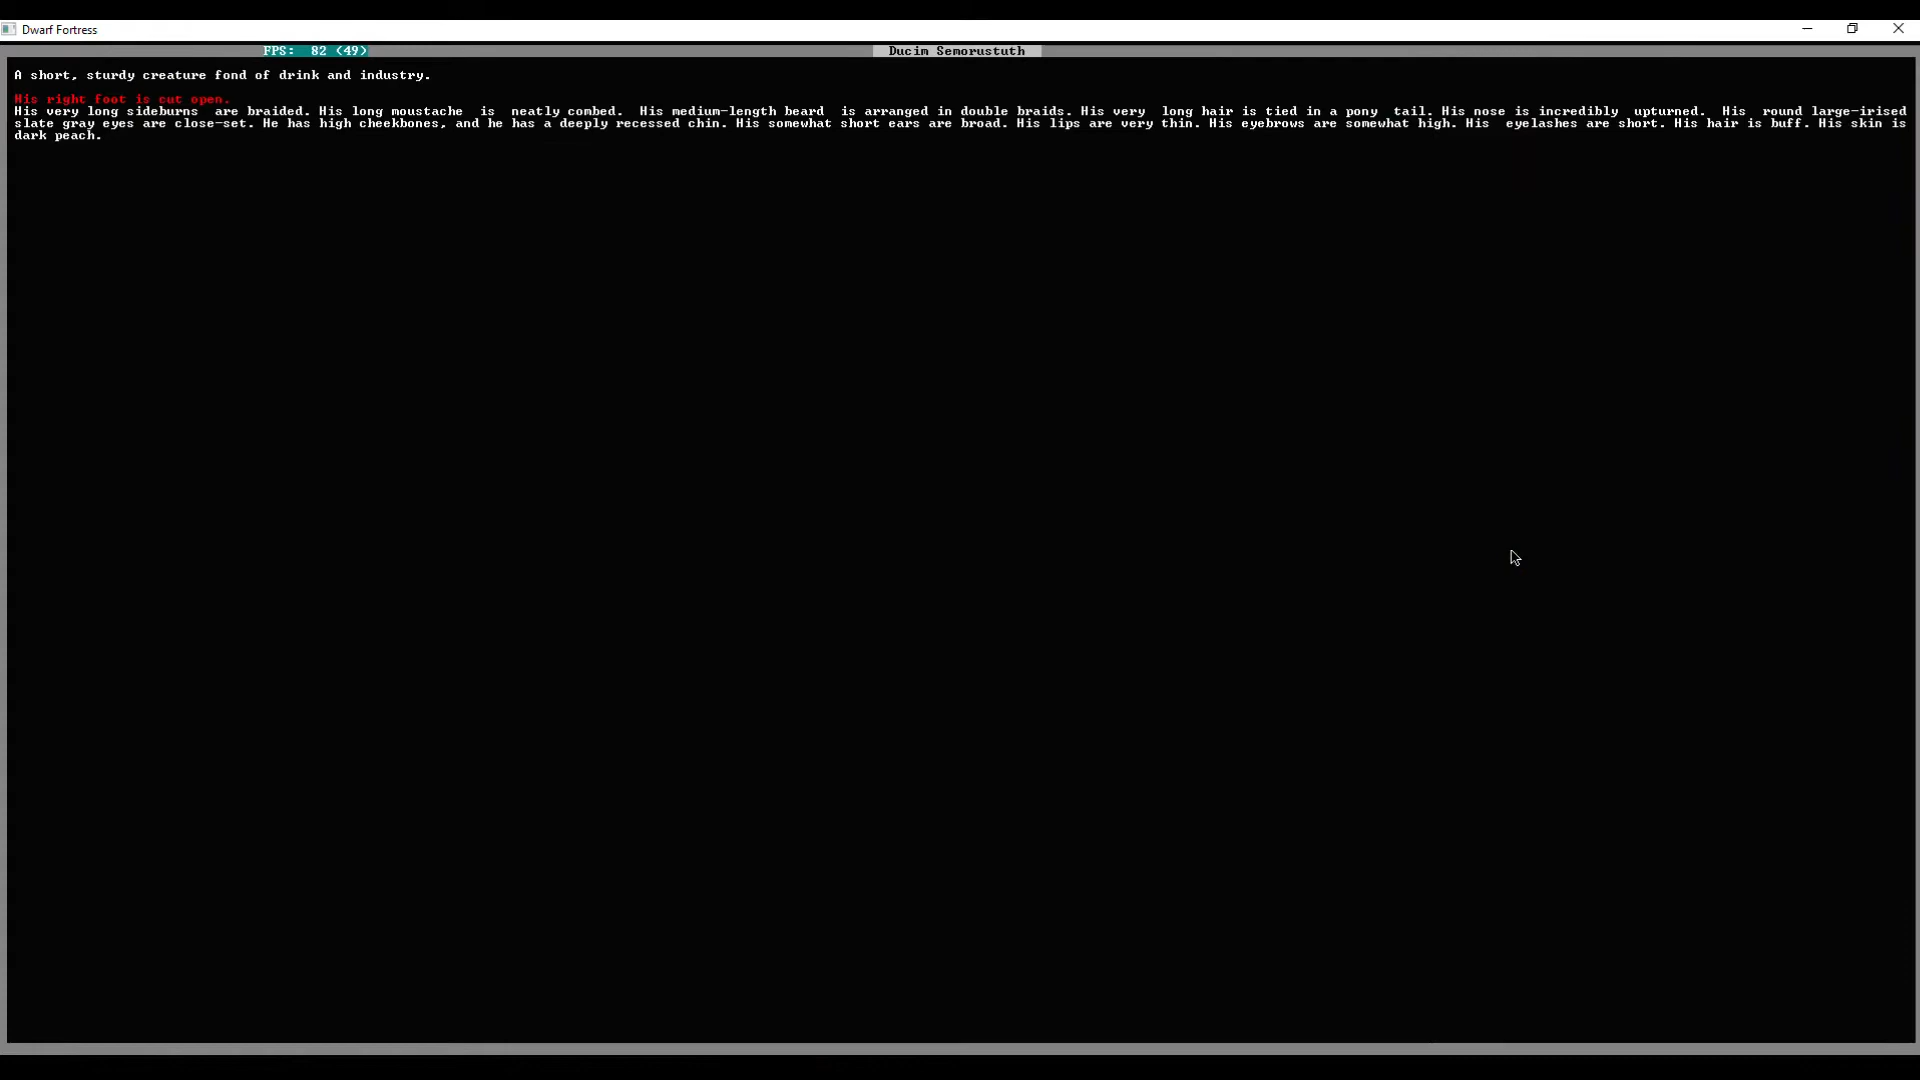 Dwarf Fortress
FPS: 82 (49) Ducim Semorustuth
A short, sturdy creature fond of drink and industry.
His right foot is cut open.
His very long sideburns are braided. His long moustache is neatly combed. His medium-length beard is arranged in double braids. His very long hair is tied in a pony tail. His nose is incredibly upturned. His round large-irised
slate gray eyes are close-set. He has high cheekbones, and he has a deeply recessed chin. His somewhat short ears are broad. His lips are very thin. His eyebrows are somewhat high. His eyelashes are short. His hair is buff. His skin is
dark peach.